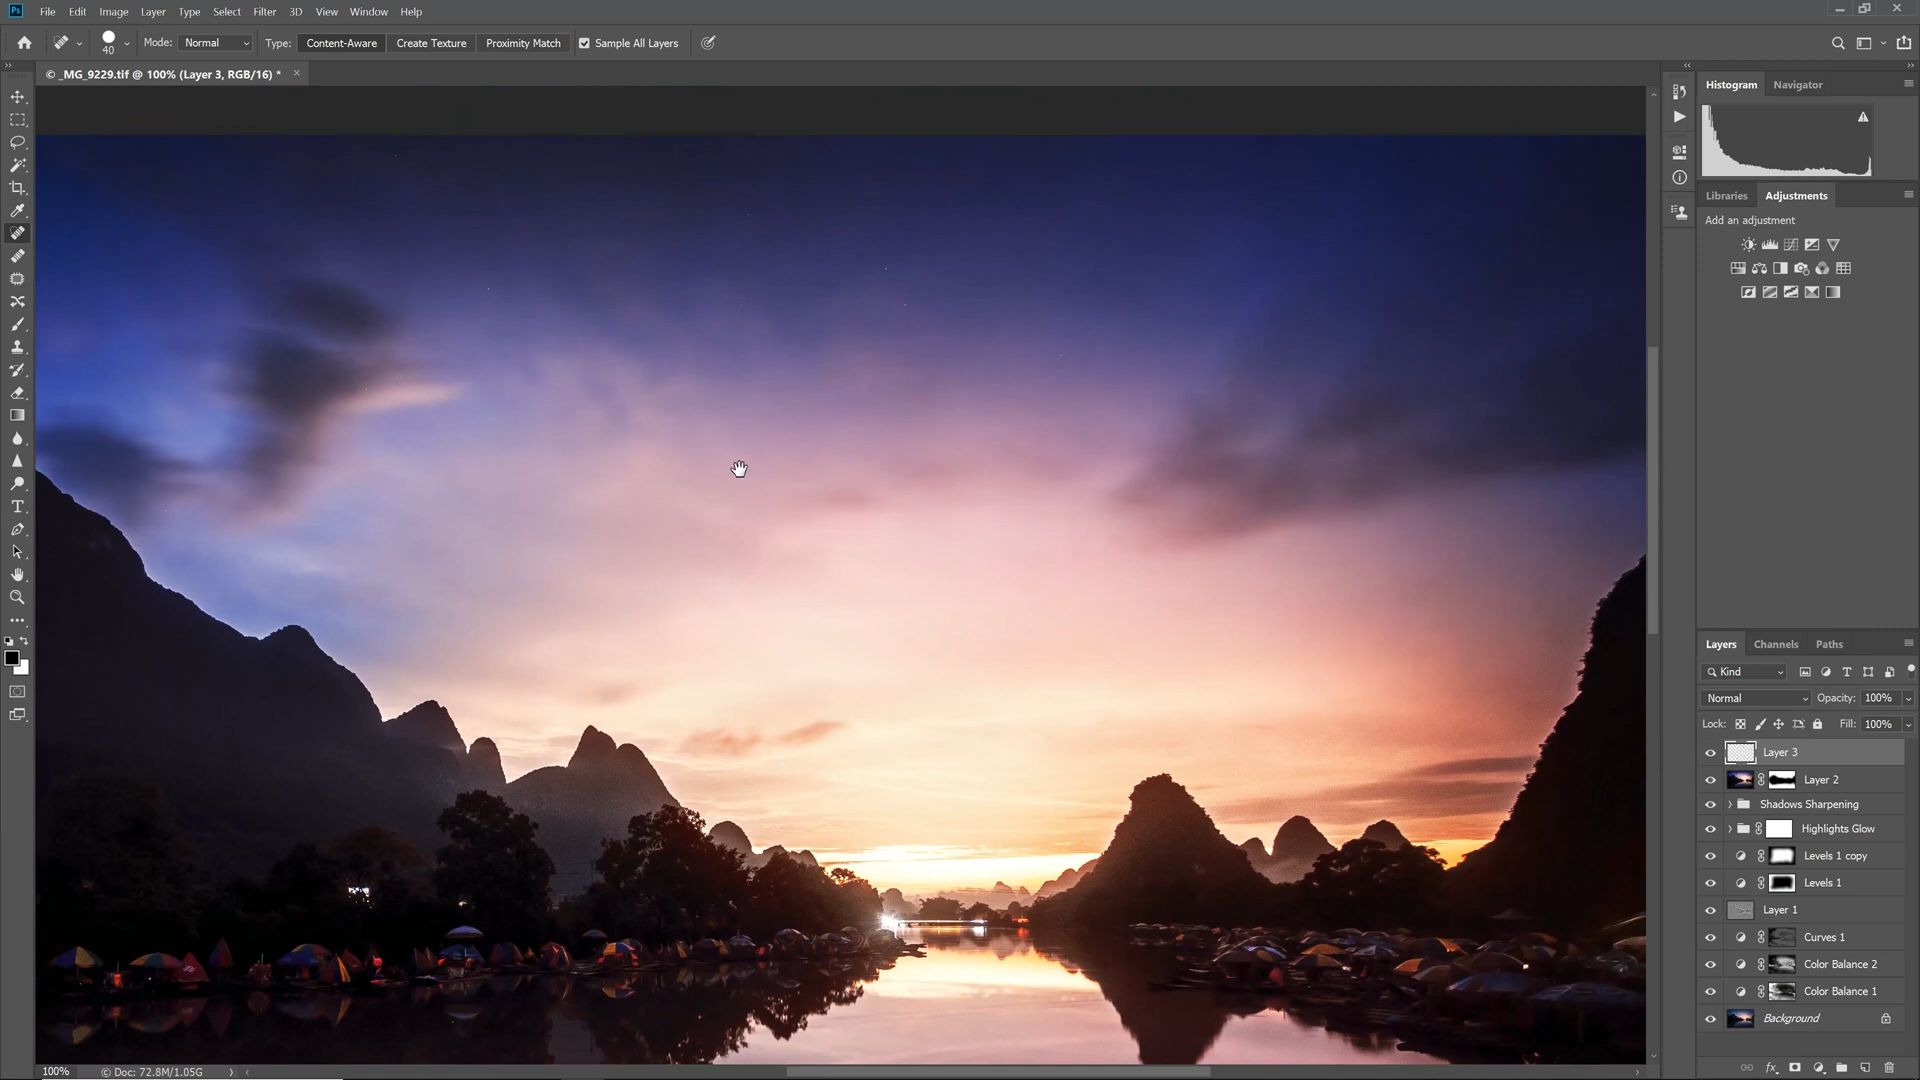 Ps File Edit Image Layer Type Select Filter 3D View Window Help
40 Mode: Normal Type: Content-Aware Create Texture Proximity Match Sample All Layers
© _MG_9229.tif @ 100% (Layer 3, RGB/16) *
Histogram Navigator
Libraries Adjustments
Add an adjustment
Layers Channels Paths
Kind
Normal Opacity: 100%
Lock: Fill: 100%
Layer 3
Layer 2
Shadows Sharpening
Highlights Glow
Levels 1 copy
Levels 1
Layer 1
Curves 1
Color Balance 2
Color Balance 1
Background
100% © Doc: 72.8M/1.05G